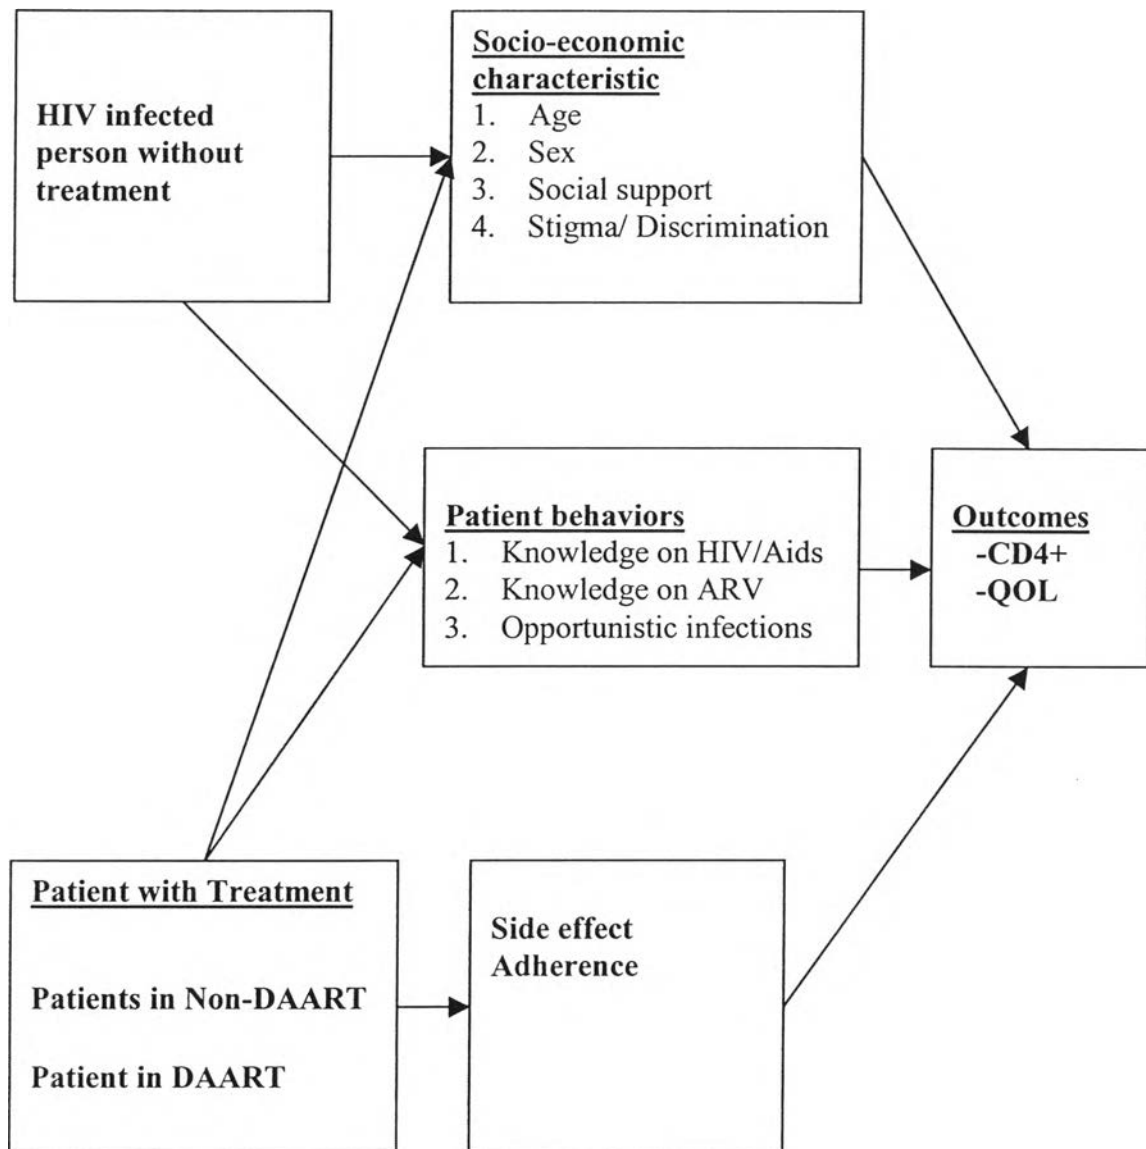 HIV infected
person without
treatment
Socio-economic
characteristic
1. Age
2. Sex
3. Social support
4. Stigma/ Discrimination
Patient behaviors
1. Knowledge on HIV/Aids
2. Knowledge on ARV
3. Opportunistic infections
Outcomes
-CD4+
-QOL
Patient with Treatment
Patients in Non-DAART
Patient in DAART
Side effect
Adherence